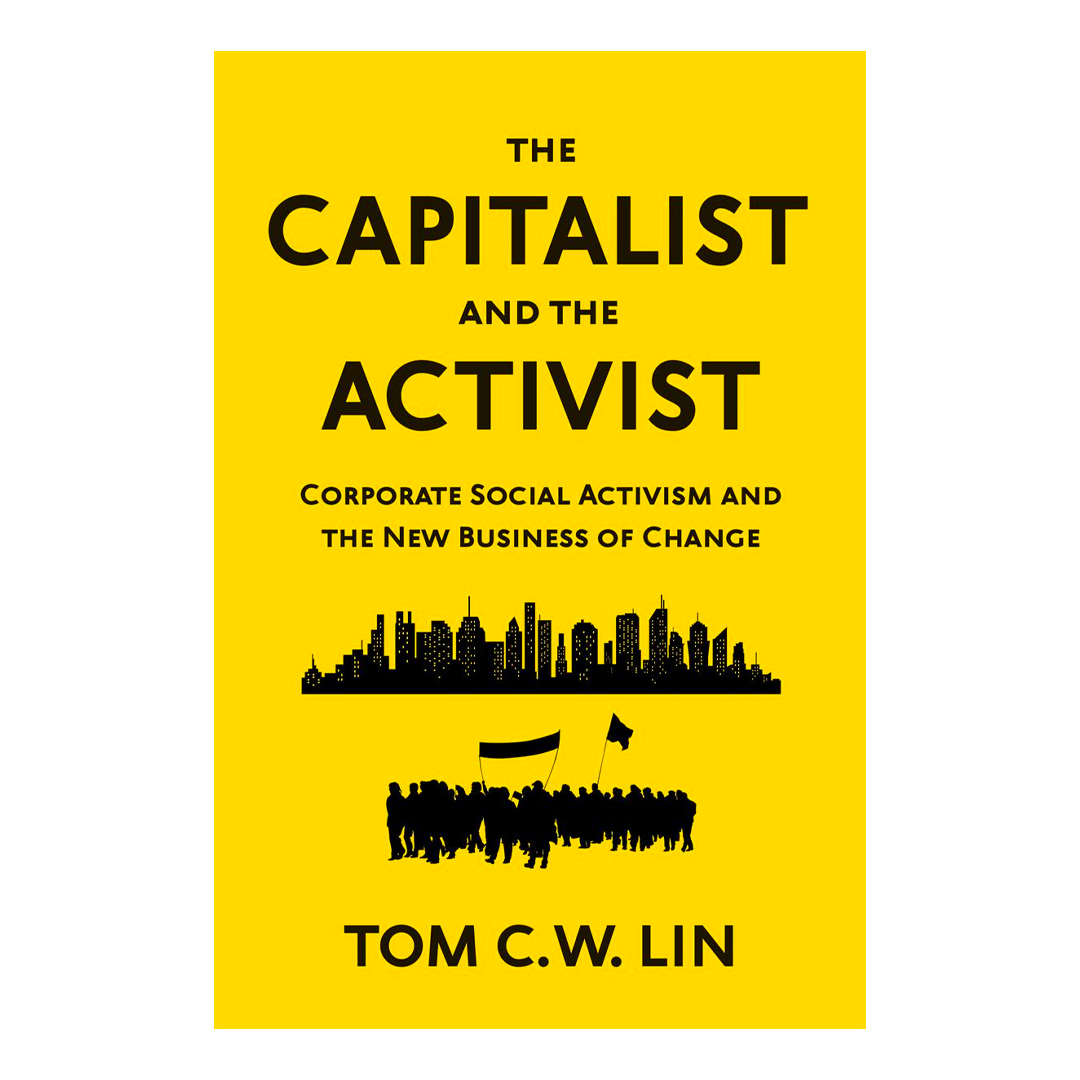 THE
CAPITALIST
AND THE
ACTIVIST
CORPORATE SOCIAL ACTIVISM AND
THE NEW BUSINESS OF CHANGE
TOM C.W. LIN